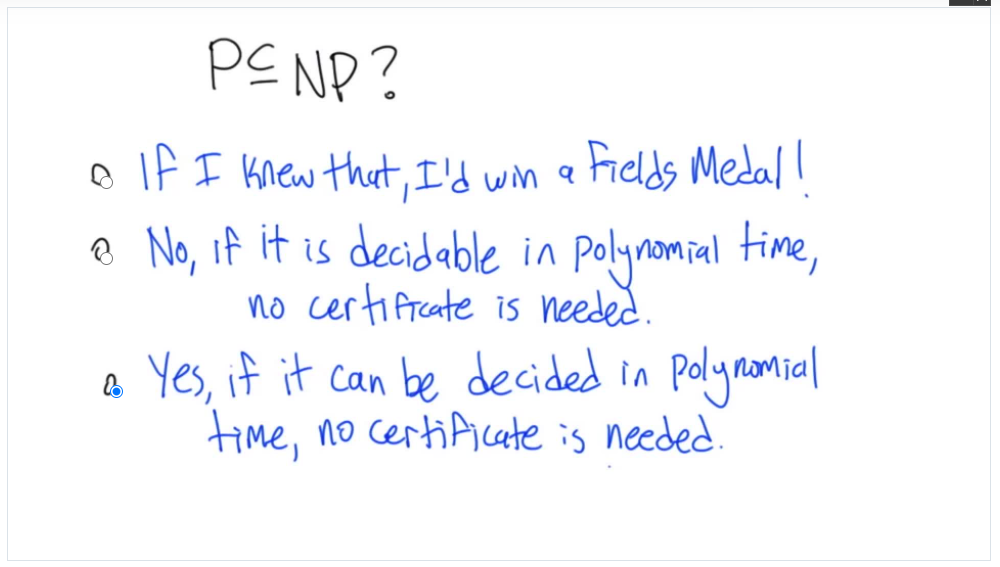 P⊆NP?
If I knew that, I'd win a Fields Medal!
No, if it is decidable in polynomial time,
no certificate is needed.
Yes, if it can be decided in polynomial
time, no certificate is needed.